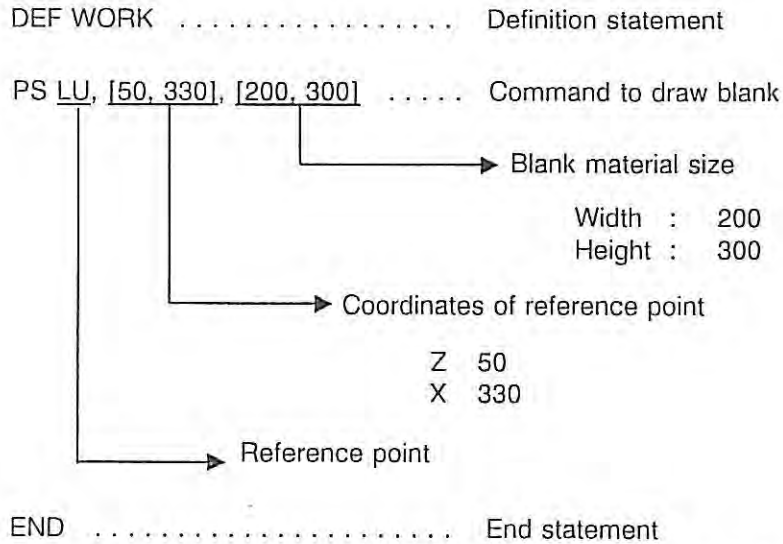 DEF WORK .................. Definition statement
PS LU, [50, 330], [200, 300] ..... Command to draw blank
Blank material size
Width : 200
Height : 300
Coordinates of reference point
Z 50
X 330
Reference point
END ...................... End statement